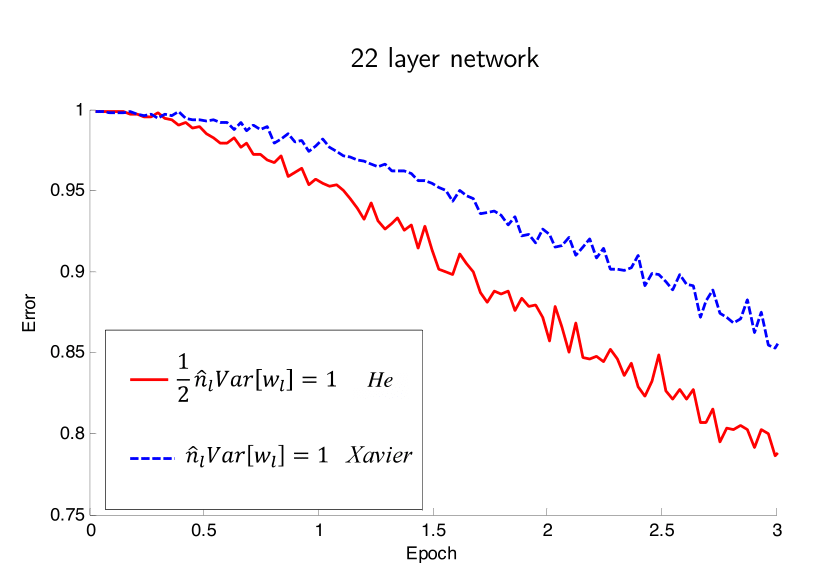 22 layer network
1
0.95
0.9
0.85
0.8
0.75
Error
1/2 n̂_l Var[w_l] = 1 He
n̂_l Var[w_l] = 1 Xavier
0 0.5 1 1.5 2 2.5 3
Epoch